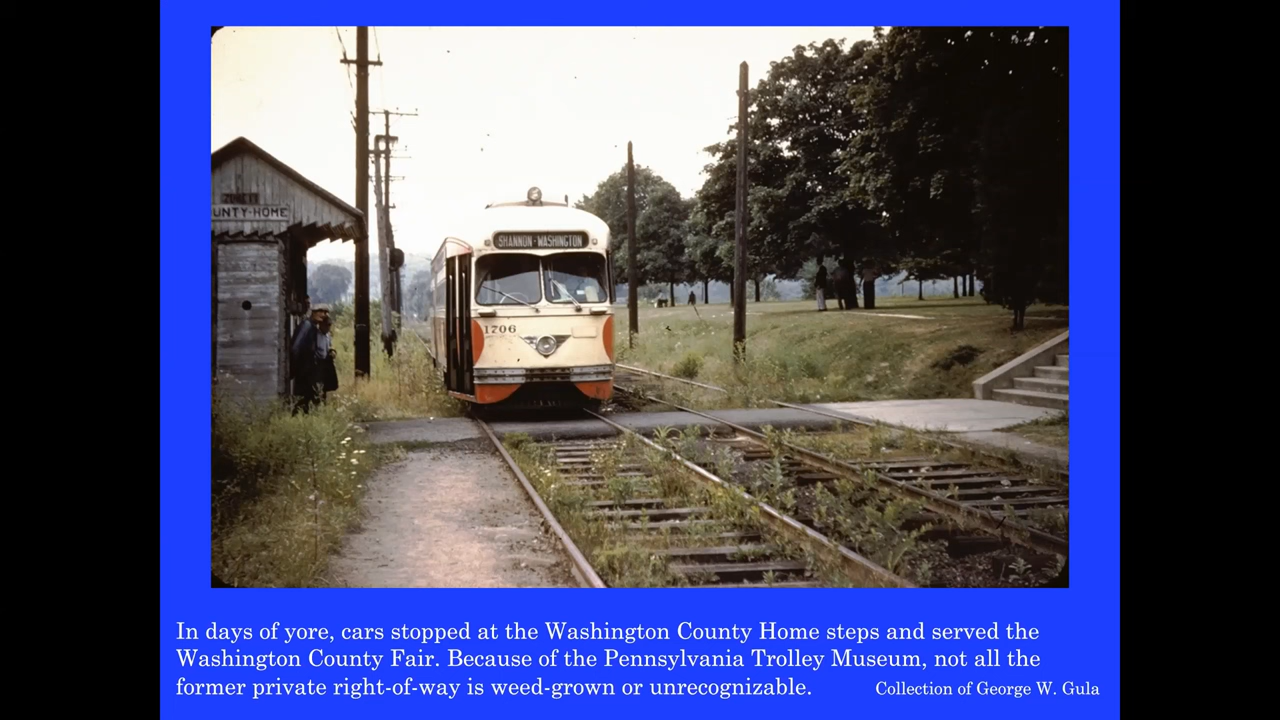 UNTY-HOME
SHANNON-WASHINGTON
1706
In days of yore, cars stopped at the Washington County Home steps and served the
Washington County Fair. Because of the Pennsylvania Trolley Museum, not all the
former private right-of-way is weed-grown or unrecognizable.
Collection of George W. Gula